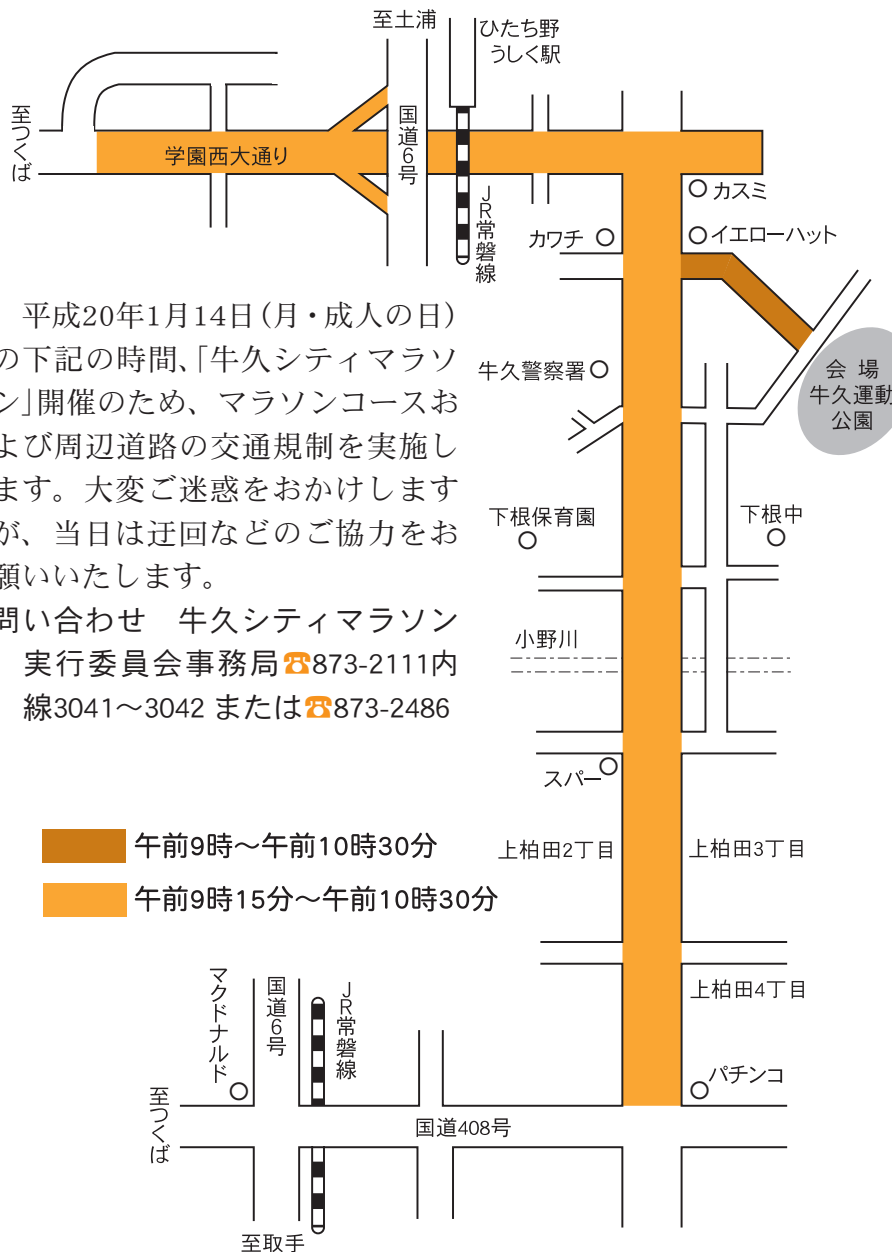 至土浦
ひたち野
うしく駅
至つくば
学園西大通り
国道6号
JR常磐線
カスミ
カワチ
イエローハット
平成20年1月14日(月・成人の日)
の下記の時間、「牛久シティマラソ
ン」開催のため、マラソンコースお
よび周辺道路の交通規制を実施し
ます。大変ご迷惑をおかけします
が、当日は迂回などのご協力をお
願いいたします。
問い合わせ 牛久シティマラソン
実行委員会事務局☎873-2111内
線3041〜3042 または☎873-2486
牛久警察署
会 場
牛久運動
公園
下根保育園
下根中
小野川
スパー
午前9時〜午前10時30分
午前9時15分〜午前10時30分
上柏田2丁目
上柏田3丁目
上柏田4丁目
マクドナルド
国道6号
JR常磐線
パチンコ
至つくば
国道408号
至取手